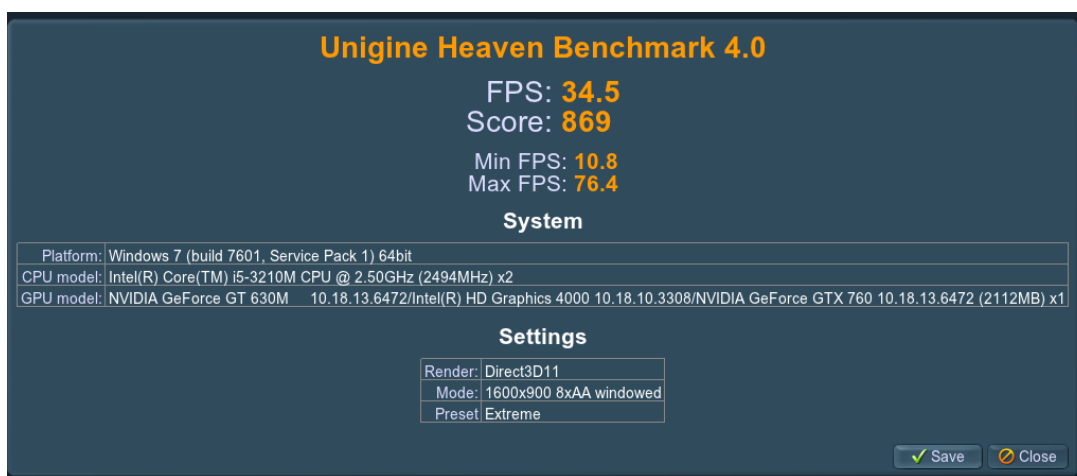 Unigine Heaven Benchmark 4.0
FPS: 34.5
Score: 869
Min FPS: 10.8
Max FPS: 76.4
System
Platform: Windows 7 (build 7601, Service Pack 1) 64bit
CPU model: Intel(R) Core(TM) i5-3210M CPU @ 2.50GHz (2494MHz) x2
GPU model: NVIDIA GeForce GT 630M 10.18.13.6472/Intel(R) HD Graphics 4000 10.18.10.3308/NVIDIA GeForce GTX 760 10.18.13.6472 (2112MB) x1
Settings
Render: Direct3D11
Mode: 1600x900 8xAA windowed
Preset Extreme
Save Close